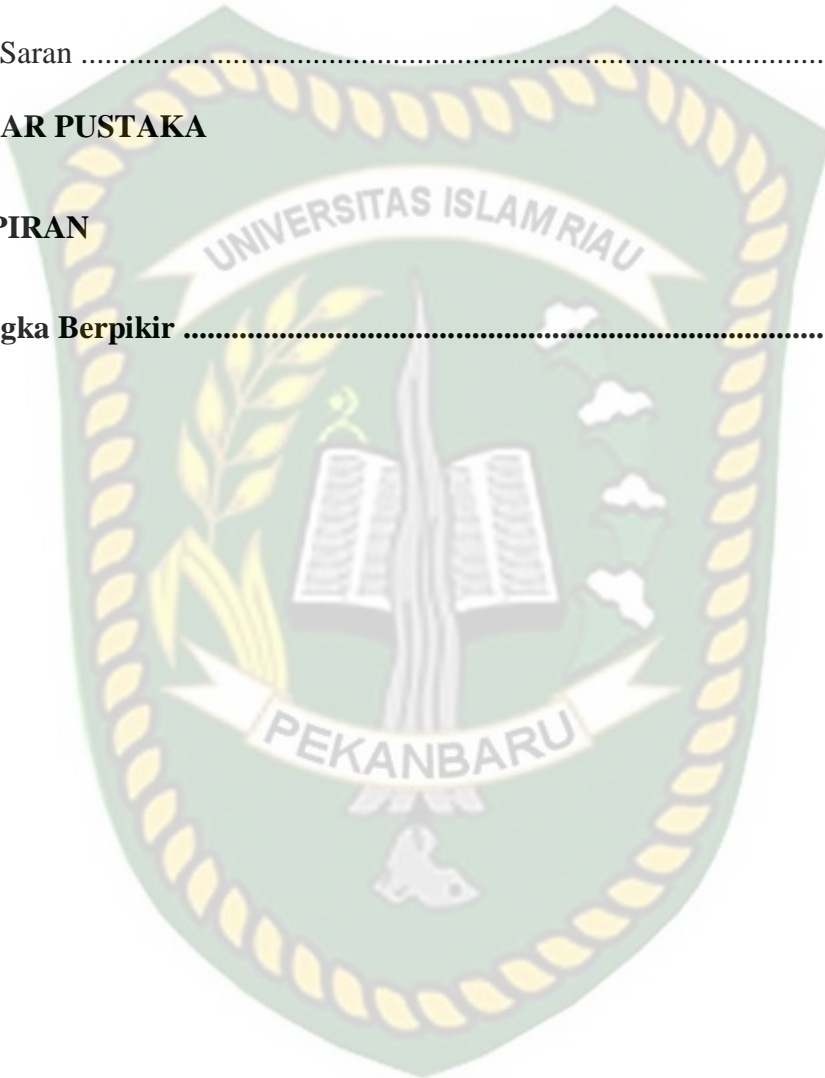 Saran ..............................................................................................
AR PUSTAKA
UNIVERSITAS ISLAM RIAU
PIRAN
gka Berpikir ..................................................................................
PEKANBARU